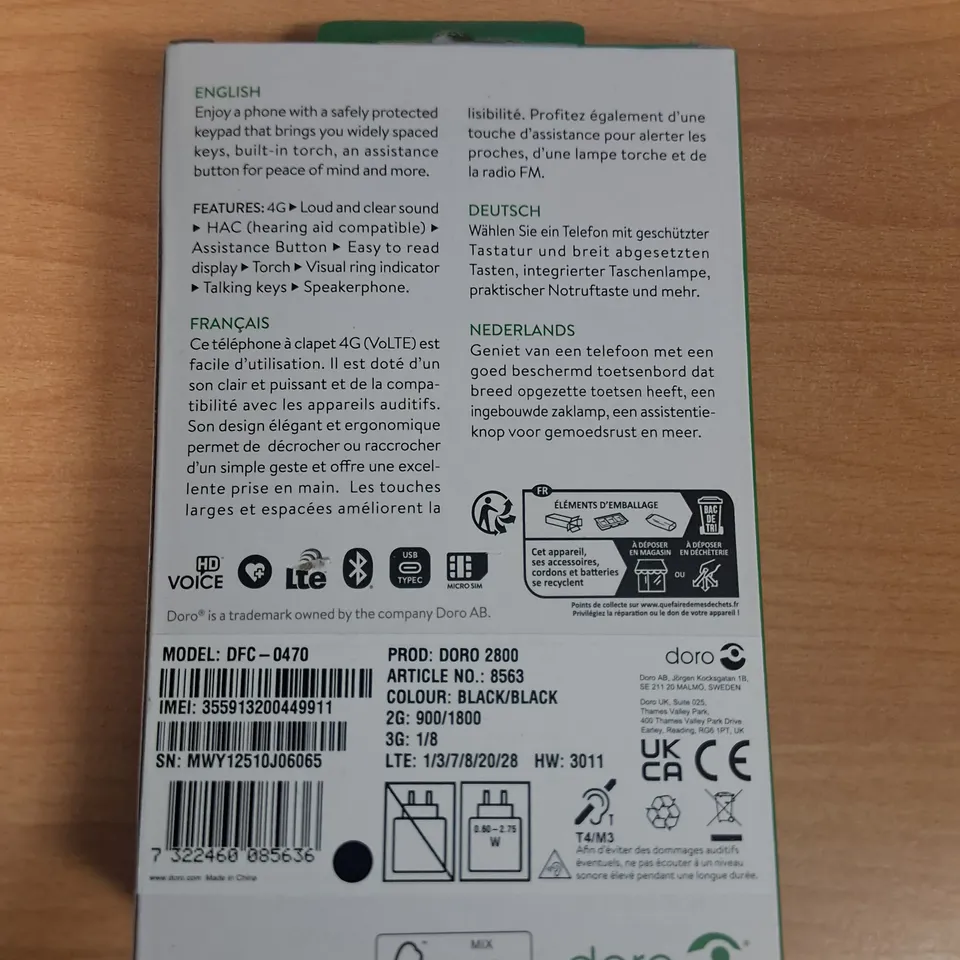 ENGLISH
Enjoy a phone with a safely protected
keypad that brings you widely spaced
keys, built-in torch, an assistance
button for peace of mind and more.
FEATURES: 4G ▸ Loud and clear sound
▸ HAC (hearing aid compatible) ▸
Assistance Button ▸ Easy to read
display ▸ Torch ▸ Visual ring indicator
▸ Talking keys ▸ Speakerphone.
FRANÇAIS
Ce téléphone à clapet 4G (VoLTE) est
facile d'utilisation. Il est doté d'un
son clair et puissant et de la compa-
tibilité avec les appareils auditifs.
Son design élégant et ergonomique
permet de décrocher ou raccrocher
d'un simple geste et offre une excel-
lente prise en main. Les touches
larges et espacées améliorent la
lisibilité. Profitez également d'une
touche d'assistance pour alerter les
proches, d'une lampe torche et de
la radio FM.
DEUTSCH
Wählen Sie ein Telefon mit geschützter
Tastatur und breit abgesetzten
Tasten, integrierter Taschenlampe,
praktischer Notruftaste und mehr.
NEDERLANDS
Geniet van een telefoon met een
goed beschermd toetsenbord dat
breed opgezette toetsen heeft, een
ingebouwde zaklamp, een assistentie-
knop voor gemoedsrust en meer.
FR
ÉLÉMENTS D'EMBALLAGE
BAC
DE
TRI
Cet appareil,
ses accessoires,
cordons et batteries
se recyclent
À DÉPOSER
EN MAGASIN
OU
À DÉPOSER
EN DÉCHÈTERIE
Points de collecte sur www.quefairedemesdechets.fr
Privilégiez la réparation ou le don de votre appareil !
HD
VOICE
Lte
USB
TYPEC
MICRO SIM
Doro® is a trademark owned by the company Doro AB.
MODEL: DFC-0470
IMEI: 355913200449911
SN: MWY12510J06065
7 322460 085636
www.doro.com Made in China
PROD: DORO 2800
ARTICLE NO.: 8563
COLOUR: BLACK/BLACK
2G: 900/1800
3G: 1/8
LTE: 1/3/7/8/20/28 HW: 3011
0.60-2.75
W
doro
Doro AB, Jörgen Kocksgatan 1B,
SE 211 20 MALMÖ, SWEDEN
Doro UK, Suite 025,
Thames Valley Park,
400 Thames Valley Park Drive
Earley, Reading, RG6 1PT, UK
UK
CA
CE
T
T4/M3
Afin d'éviter des dommages auditifs
éventuels, ne pas écouter à un niveau
sonore élevé pendant une longue durée.
™
MIX
doro®